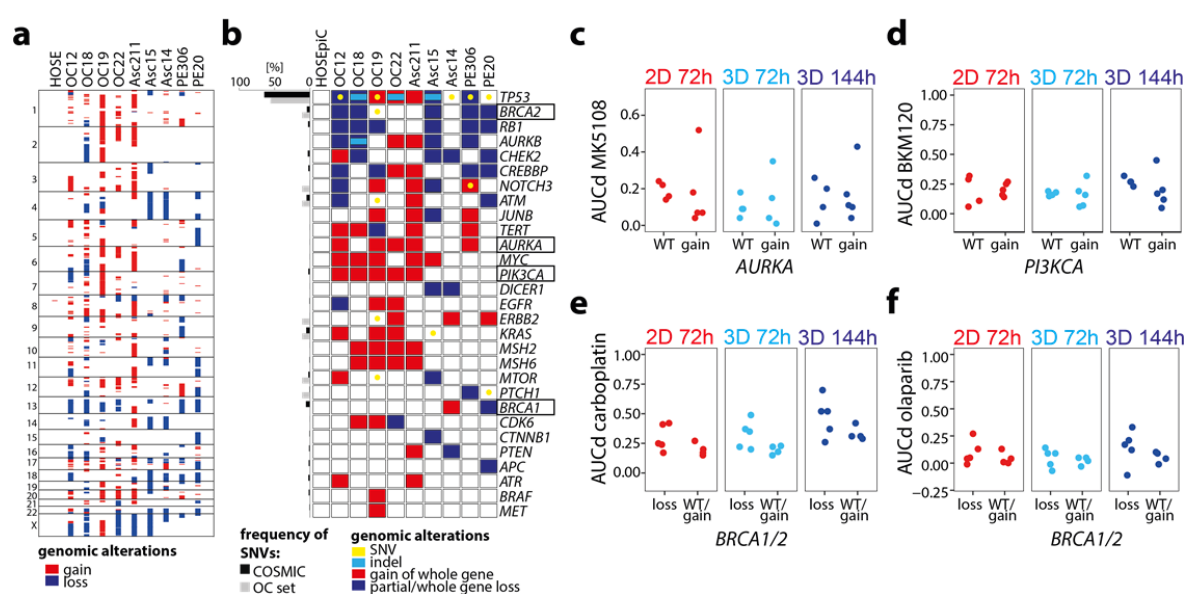 a
HOSE
OC12
OC18
OC19
OC22
Asc211
Asc15
Asc14
PE306
PE20
1
2
3
4
5
6
7
8
9
10
11
12
13
14
15
16
17
18
19
20
21
22
X
genomic alterations
gain
loss
b
[%]
100 50 0
HOSEpiC
OC12
OC18
OC19
OC22
Asc211
Asc15
Asc14
PE306
PE20
TP53
BRCA2
RB1
AURKB
CHEK2
CREBBP
NOTCH3
ATM
JUNB
TERT
AURKA
MYC
PIK3CA
DICER1
EGFR
ERBB2
KRAS
MSH2
MSH6
MTOR
PTCH1
BRCA1
CDK6
CTNNB1
PTEN
APC
ATR
BRAF
MET
frequency of
SNVs:
COSMIC
OC set
genomic alterations
SNV
indel
gain of whole gene
partial/whole gene loss
c
2D 72h 3D 72h 3D 144h
AUCd MK5108
0.6
0.4
0.2
0.0
WT gain WT gain WT gain
AURKA
d
2D 72h 3D 72h 3D 144h
AUCd BKM120
1.00
0.75
0.50
0.25
0.00
WT gain WT gain WT gain
PI3KCA
e
2D 72h 3D 72h 3D 144h
AUCd carboplatin
1.00
0.75
0.50
0.25
0.00
loss WT/ gain loss WT/ gain loss WT/ gain
BRCA1/2
f
2D 72h 3D 72h 3D 144h
AUCd olaparib
1.00
0.75
0.50
0.25
0.00
−0.25
loss WT/ gain loss WT/ gain loss WT/ gain
BRCA1/2